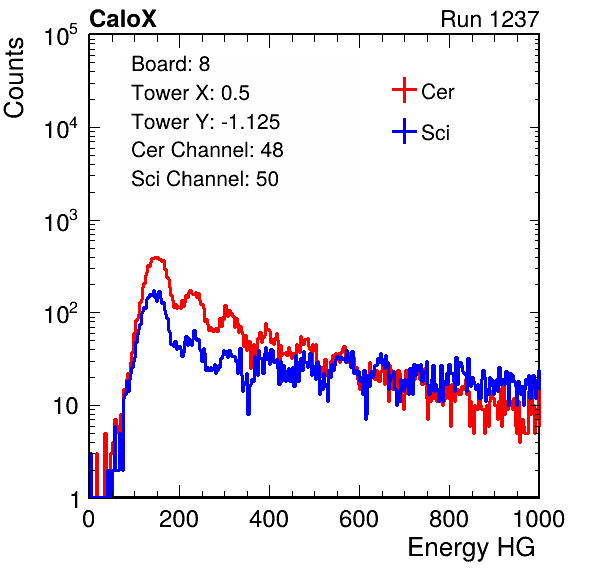 CaloX Run 1237
Counts
10^5
10^4
10^3
10^2
10
1
Board: 8
Tower X: 0.5
Tower Y: -1.125
Cer Channel: 48
Sci Channel: 50
Cer
Sci
0 200 400 600 800 1000
Energy HG